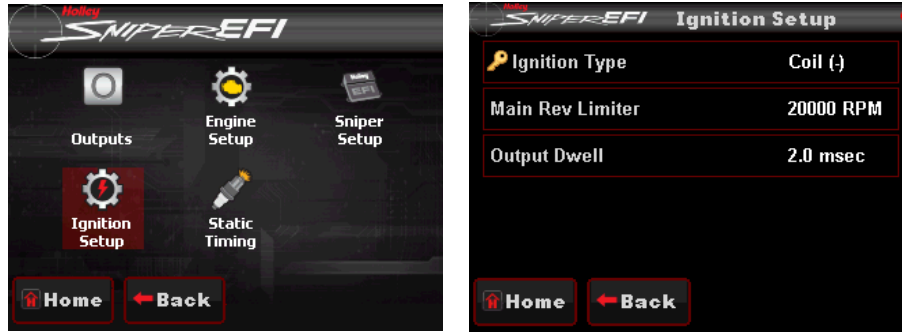 Holley
SNIPER EFI
Outputs
Engine
Setup
Holley
EFI
Sniper
Setup
Ignition
Setup
Static
Timing
Home
Back
Holley
SNIPER EFI Ignition Setup
Ignition Type Coil (-)
Main Rev Limiter 20000 RPM
Output Dwell 2.0 msec
Home
Back